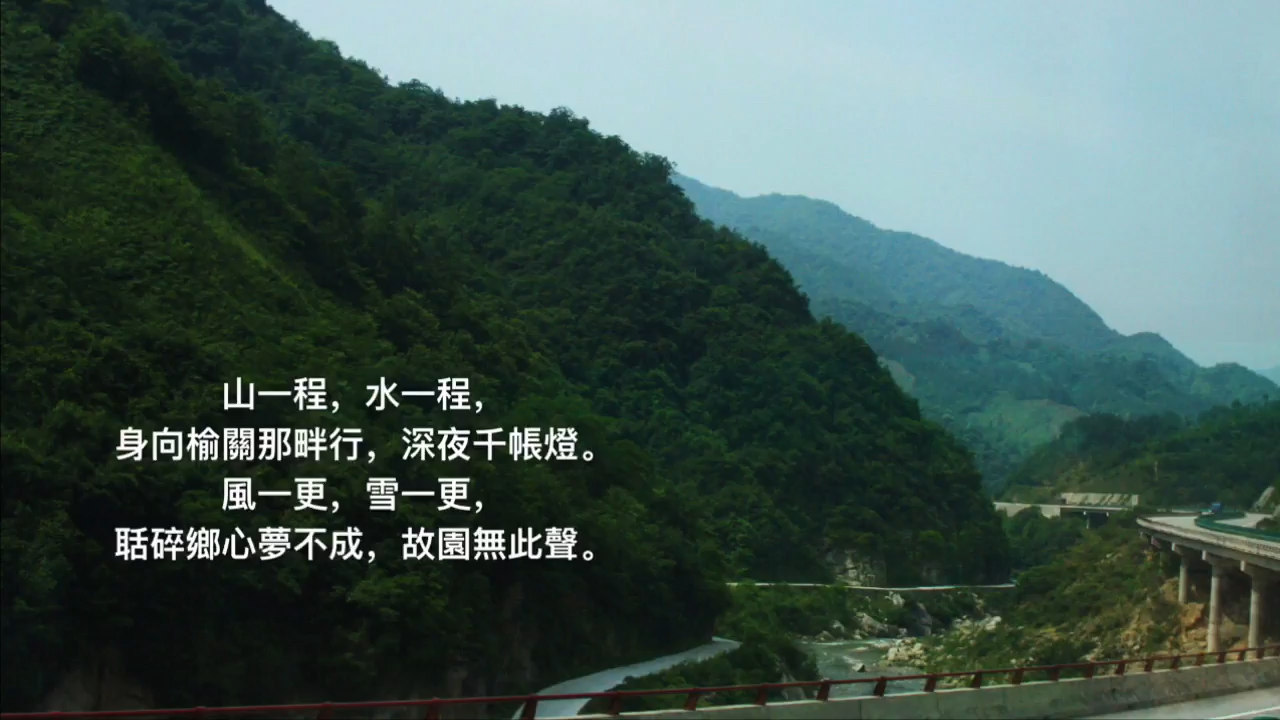 山一程，水一程，
身向榆關那畔行，深夜千帳燈。
風一更，雪一更，
聒碎鄉心夢不成，故園無此聲。